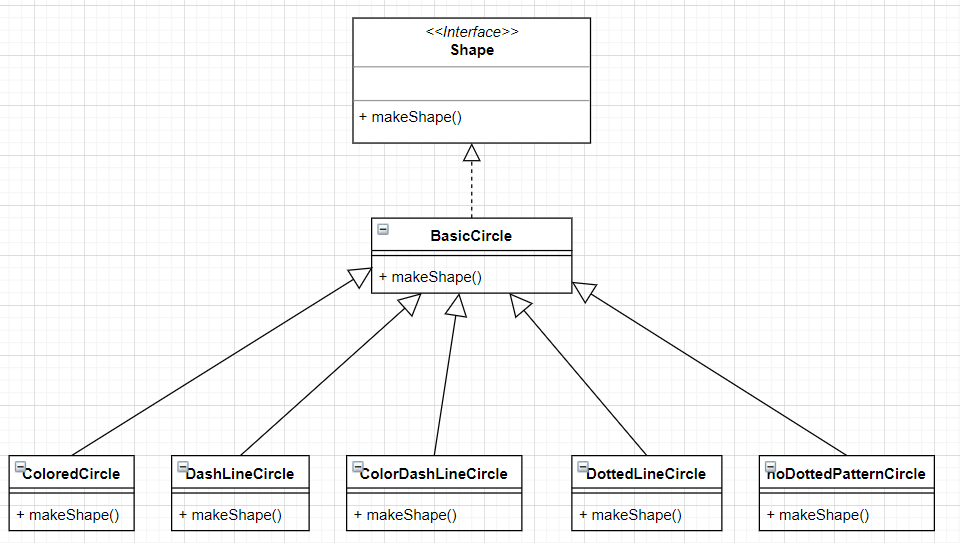 <<Interface>>
Shape
+ makeShape()
BasicCircle
+ makeShape()
ColoredCircle
+ makeShape()
DashLineCircle
+ makeShape()
ColorDashLineCircle
+ makeShape()
DottedLineCircle
+ makeShape()
noDottedPatternCircle
+ makeShape()